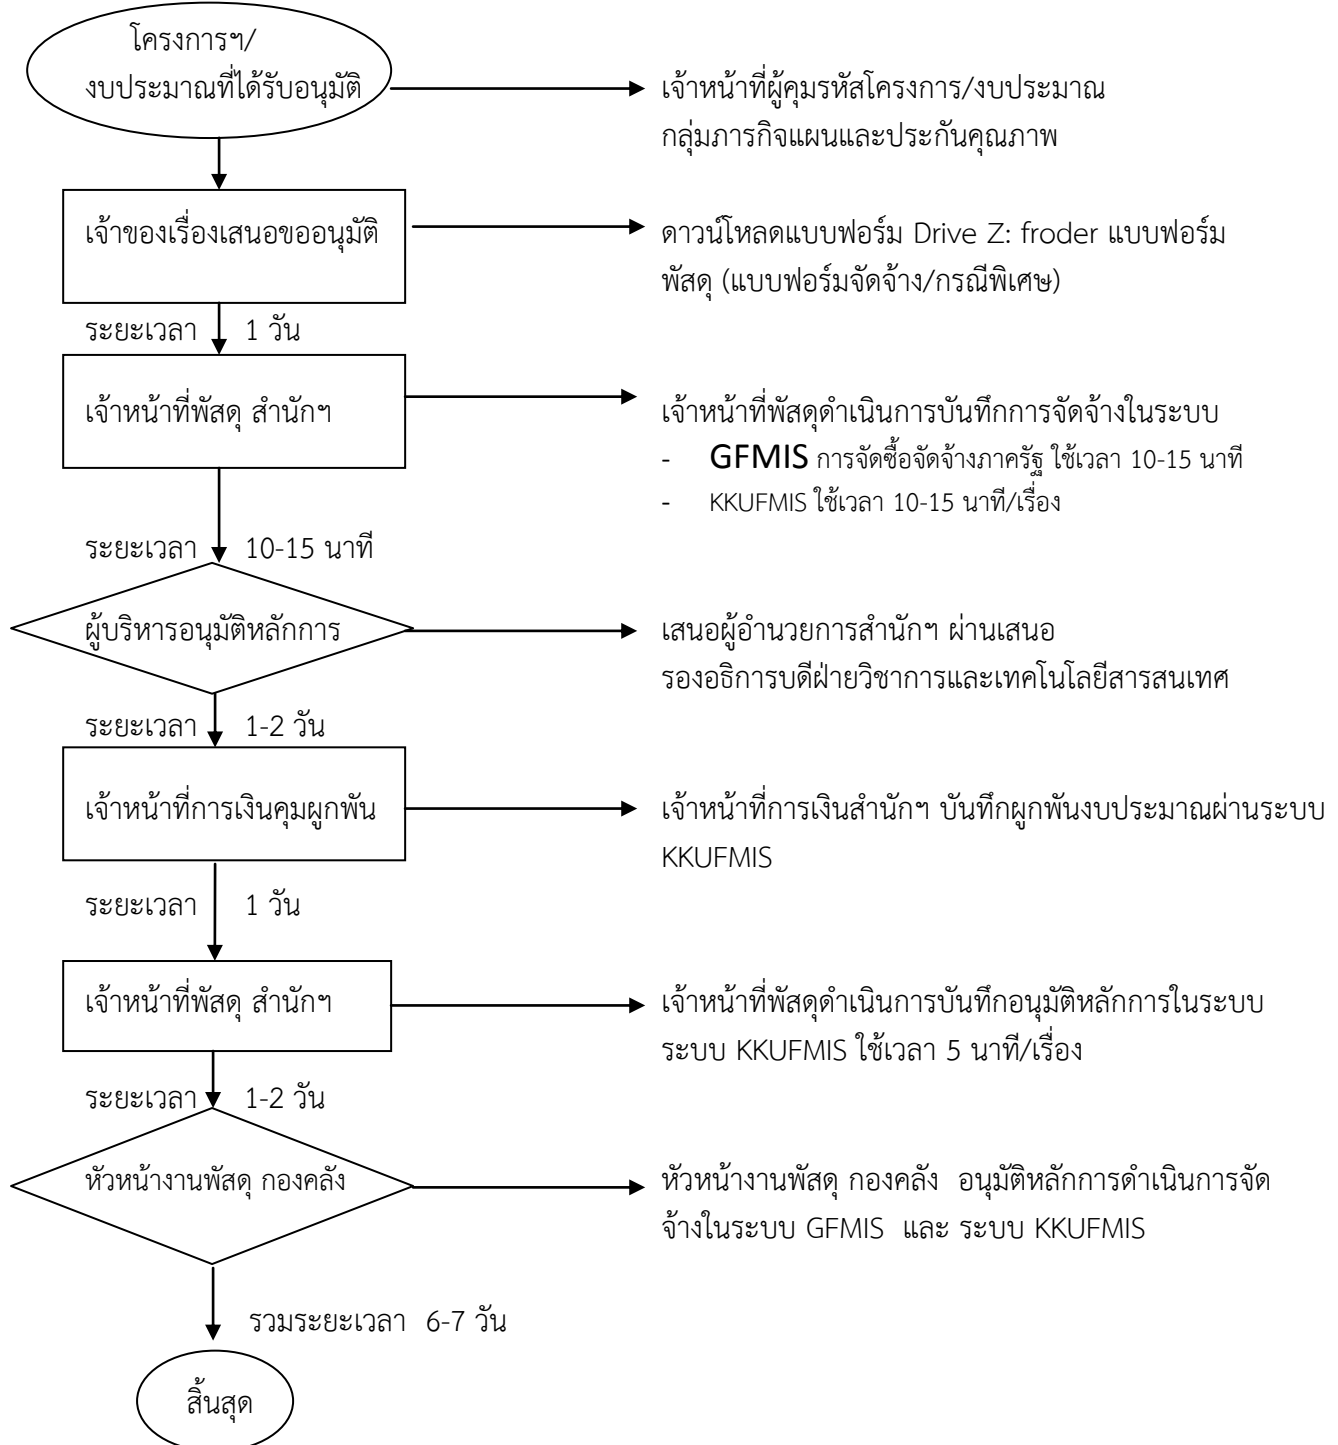 โครงการฯ/
งบประมาณที่ได้รับอนุมัติ
เจ้าหน้าที่ผู้คุมรหัสโครงการ/งบประมาณ
กลุ่มภารกิจแผนและประกันคุณภาพ
เจ้าของเรื่องเสนอขออนุมัติ
ดาวน์โหลดแบบฟอร์ม Drive Z: froder แบบฟอร์ม
พัสดุ (แบบฟอร์มจัดจ้าง/กรณีพิเศษ)
ระยะเวลา 1 วัน
เจ้าหน้าที่พัสดุ สำนักฯ
เจ้าหน้าที่พัสดุดำเนินการบันทึกการจัดจ้างในระบบ
- GFMIS การจัดซื้อจัดจ้างภาครัฐ ใช้เวลา 10-15 นาที
- KKUFMIS ใช้เวลา 10-15 นาที/เรื่อง
ระยะเวลา 10-15 นาที
ผู้บริหารอนุมัติหลักการ
เสนอผู้อำนวยการสำนักฯ ผ่านเสนอ
รองอธิการบดีฝ่ายวิชาการและเทคโนโลยีสารสนเทศ
ระยะเวลา 1-2 วัน
เจ้าหน้าที่การเงินคุมผูกพัน
เจ้าหน้าที่การเงินสำนักฯ บันทึกผูกพันงบประมาณผ่านระบบ
KKUFMIS
ระยะเวลา 1 วัน
เจ้าหน้าที่พัสดุ สำนักฯ
เจ้าหน้าที่พัสดุดำเนินการบันทึกอนุมัติหลักการในระบบ
ระบบ KKUFMIS ใช้เวลา 5 นาที/เรื่อง
ระยะเวลา 1-2 วัน
หัวหน้างานพัสดุ กองคลัง
หัวหน้างานพัสดุ กองคลัง อนุมัติหลักการดำเนินการจัด
จ้างในระบบ GFMIS และ ระบบ KKUFMIS
รวมระยะเวลา 6-7 วัน
สิ้นสุด